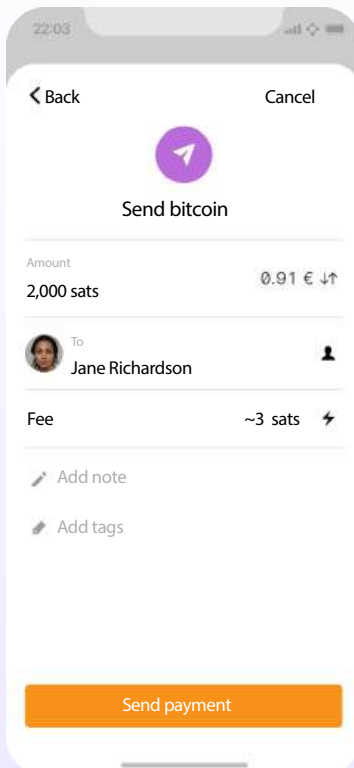 22:03
Back
Cancel
Send bitcoin
Amount
2,000 sats
0.91 € ↓↑
To
Jane Richardson
Fee
~3 sats
Add note
Add tags
Send payment